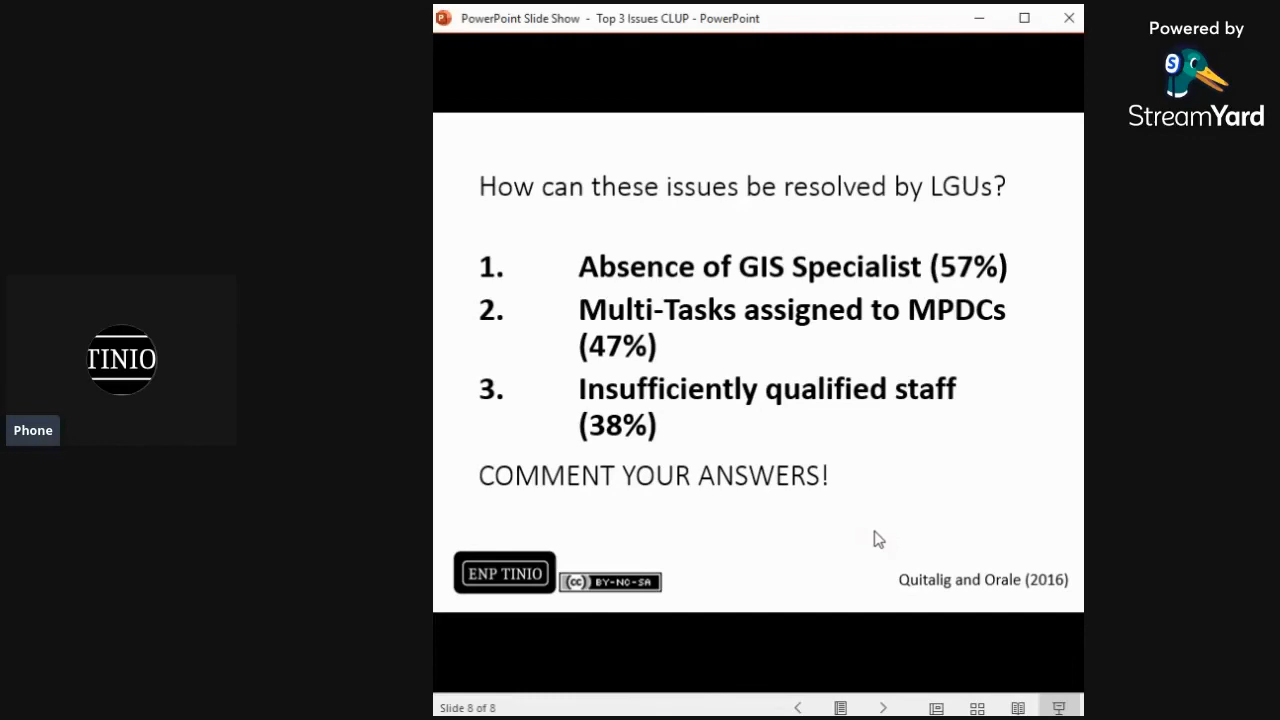 PowerPoint Slide Show - Top 3 Issues CLUP - PowerPoint
Powered by
S
StreamYard
How can these issues be resolved by LGUs?
1. Absence of GIS Specialist (57%)
2. Multi-Tasks assigned to MPDCs
(47%)
3. Insufficiently qualified staff
(38%)
COMMENT YOUR ANSWERS!
TINIO
Phone
ENP TINIO
cc BY-NC-SA
Quitalig and Orale (2016)
Slide 8 of 8